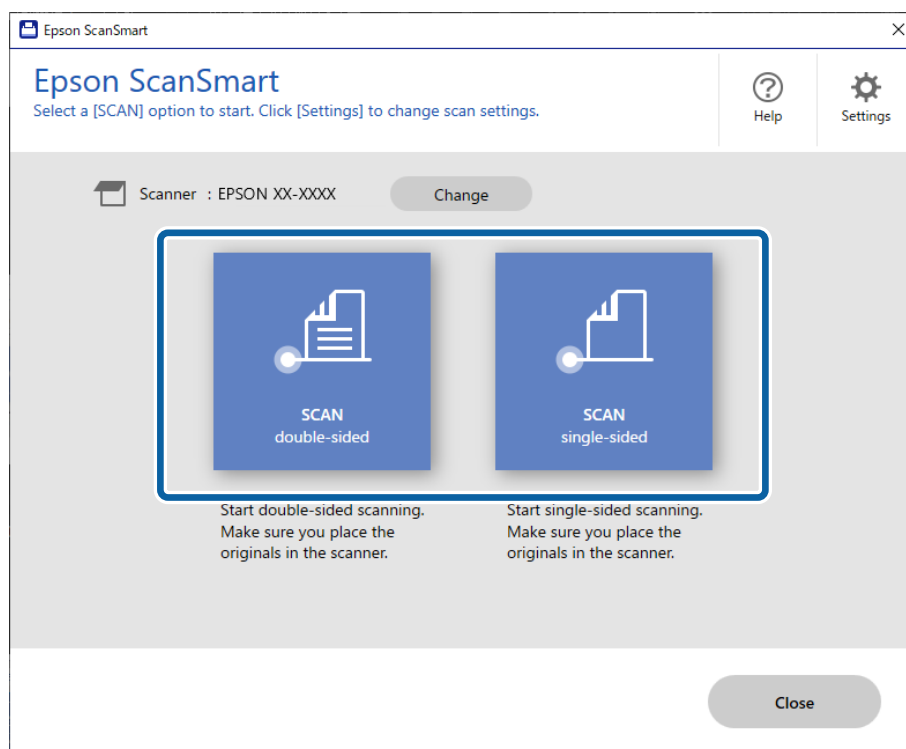 Epson ScanSmart
Epson ScanSmart
Select a [SCAN] option to start. Click [Settings] to change scan settings.
Help
Settings
Scanner : EPSON XX-XXXX
Change
SCAN
double-sided
SCAN
single-sided
Start double-sided scanning.
Make sure you place the
originals in the scanner.
Start single-sided scanning.
Make sure you place the
originals in the scanner.
Close